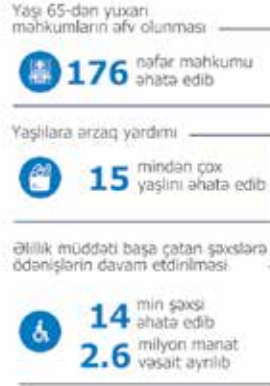 Yaşı 65-dən yuxarı
məhkumların əfv olunması
176 nəfər məhkumu
əhatə edib
Yaşlılara ərzaq yardımı
15 mindən çox
yaşlını əhatə edib
Əlillik müddəti başa çatan şəxslərə
ödənişlərin davam etdirilməsi
14 min şəxsi
əhatə edib
2.6 milyon manat
vəsait ayrılıb